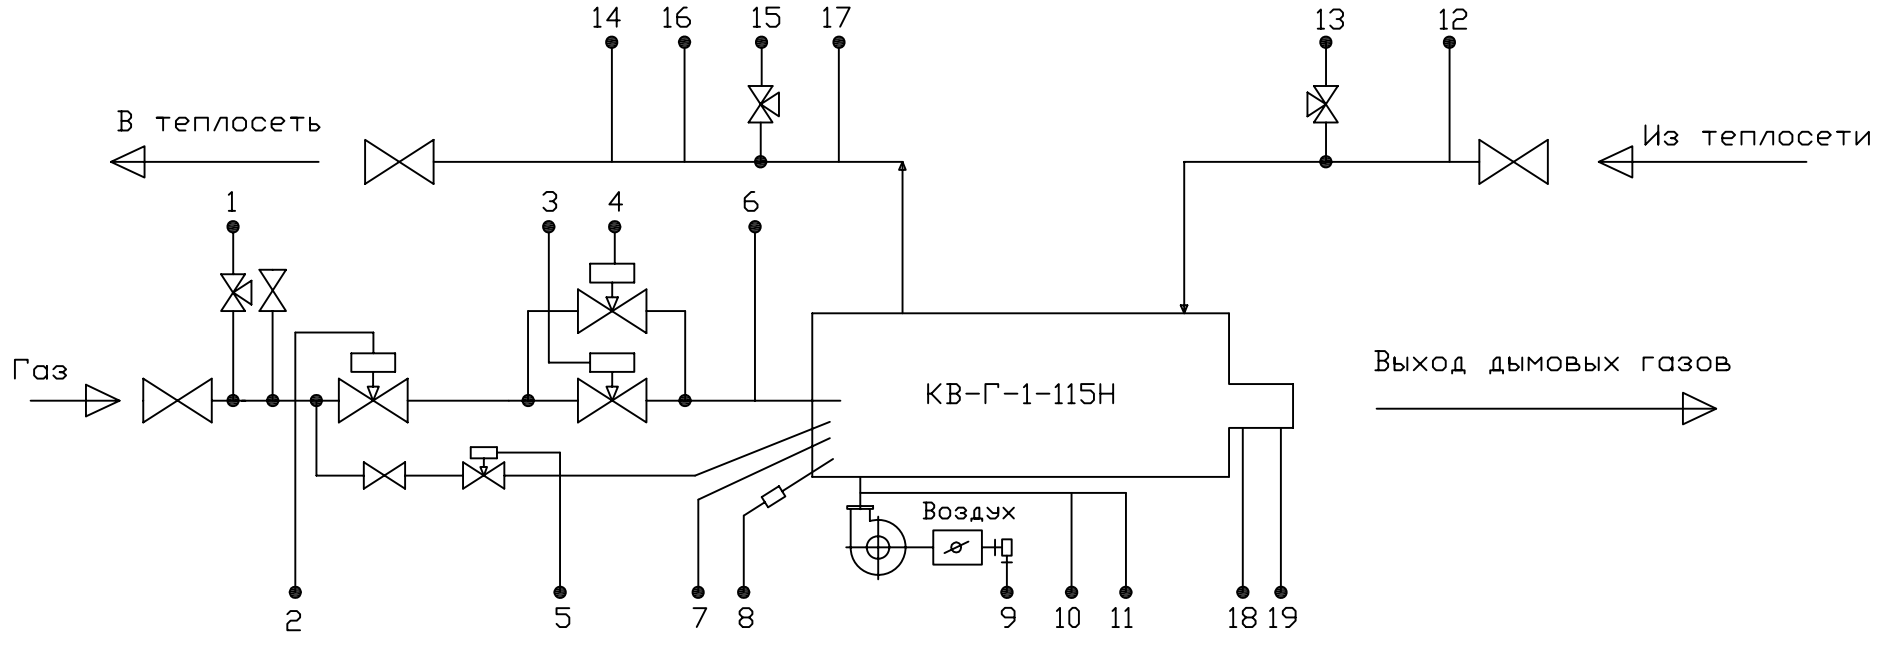 14 16 15 17 13 12
В теплосеть
Из теплосети
1 3 4 6
Газ
Выход дымовых газов
КВ-Г-1-115Н
Воздух
2 5 7 8 9 10 11 18 19